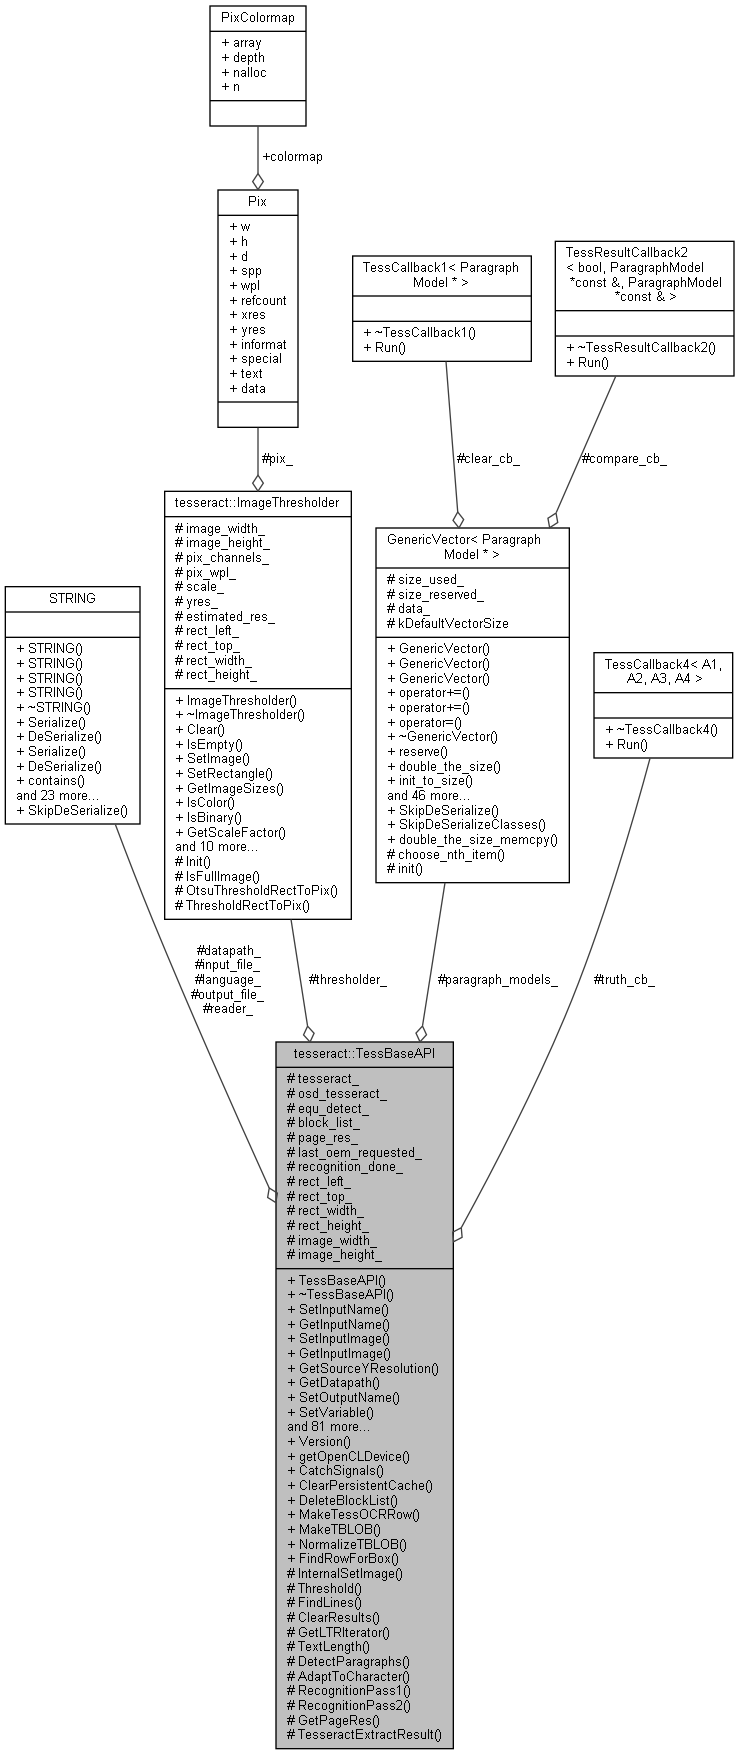 PixColormap
+ array
+ depth
+ nalloc
+ n
+colormap
Pix
+ w
+ h
+ d
+ spp
+ wpl
+ refcount
+ xres
+ yres
+ informat
+ special
+ text
+ data
#pix_
TessCallback1< Paragraph
Model * >
+ ~TessCallback1()
+ Run()
#clear_cb_
TessResultCallback2
< bool, ParagraphModel
*const &, ParagraphModel
*const & >
+ ~TessResultCallback2()
+ Run()
#compare_cb_
tesseract::ImageThresholder
# image_width_
# image_height_
# pix_channels_
# pix_wpl_
# scale_
# yres_
# estimated_res_
# rect_left_
# rect_top_
# rect_width_
# rect_height_
+ ImageThresholder()
+ ~ImageThresholder()
+ Clear()
+ IsEmpty()
+ SetImage()
+ SetRectangle()
+ GetImageSizes()
+ IsColor()
+ IsBinary()
+ GetScaleFactor()
and 10 more...
# Init()
# IsFullImage()
# OtsuThresholdRectToPix()
# ThresholdRectToPix()
#thresholder_
GenericVector< Paragraph
Model * >
# size_used_
# size_reserved_
# data_
# kDefaultVectorSize
+ GenericVector()
+ GenericVector()
+ GenericVector()
+ operator+=()
+ operator+=()
+ operator=()
+ ~GenericVector()
+ reserve()
+ double_the_size()
+ init_to_size()
and 46 more...
+ SkipDeSerialize()
+ SkipDeSerializeClasses()
+ double_the_size_memcpy()
# choose_nth_item()
# init()
#paragraph_models_
STRING
+ STRING()
+ STRING()
+ STRING()
+ STRING()
+ ~STRING()
+ Serialize()
+ DeSerialize()
+ Serialize()
+ DeSerialize()
+ contains()
and 23 more...
+ SkipDeSerialize()
#datapath_
#input_file_
#language_
#output_file_
#reader_
TessCallback4< A1,
A2, A3, A4 >
+ ~TessCallback4()
+ Run()
#truth_cb_
tesseract::TessBaseAPI
# tesseract_
# osd_tesseract_
# equ_detect_
# block_list_
# page_res_
# last_oem_requested_
# recognition_done_
# rect_left_
# rect_top_
# rect_width_
# rect_height_
# image_width_
# image_height_
+ TessBaseAPI()
+ ~TessBaseAPI()
+ SetInputName()
+ GetInputName()
+ SetInputImage()
+ GetInputImage()
+ GetSourceYResolution()
+ GetDatapath()
+ SetOutputName()
+ SetVariable()
and 81 more...
+ Version()
+ getOpenCLDevice()
+ CatchSignals()
+ ClearPersistentCache()
+ DeleteBlockList()
+ MakeTessOCRRow()
+ MakeTBLOB()
+ NormalizeTBLOB()
+ FindRowForBox()
# InternalSetImage()
# Threshold()
# FindLines()
# ClearResults()
# GetLTRIterator()
# TextLength()
# DetectParagraphs()
# AdaptToCharacter()
# RecognitionPass1()
# RecognitionPass2()
# GetPageRes()
# TesseractExtractResult()